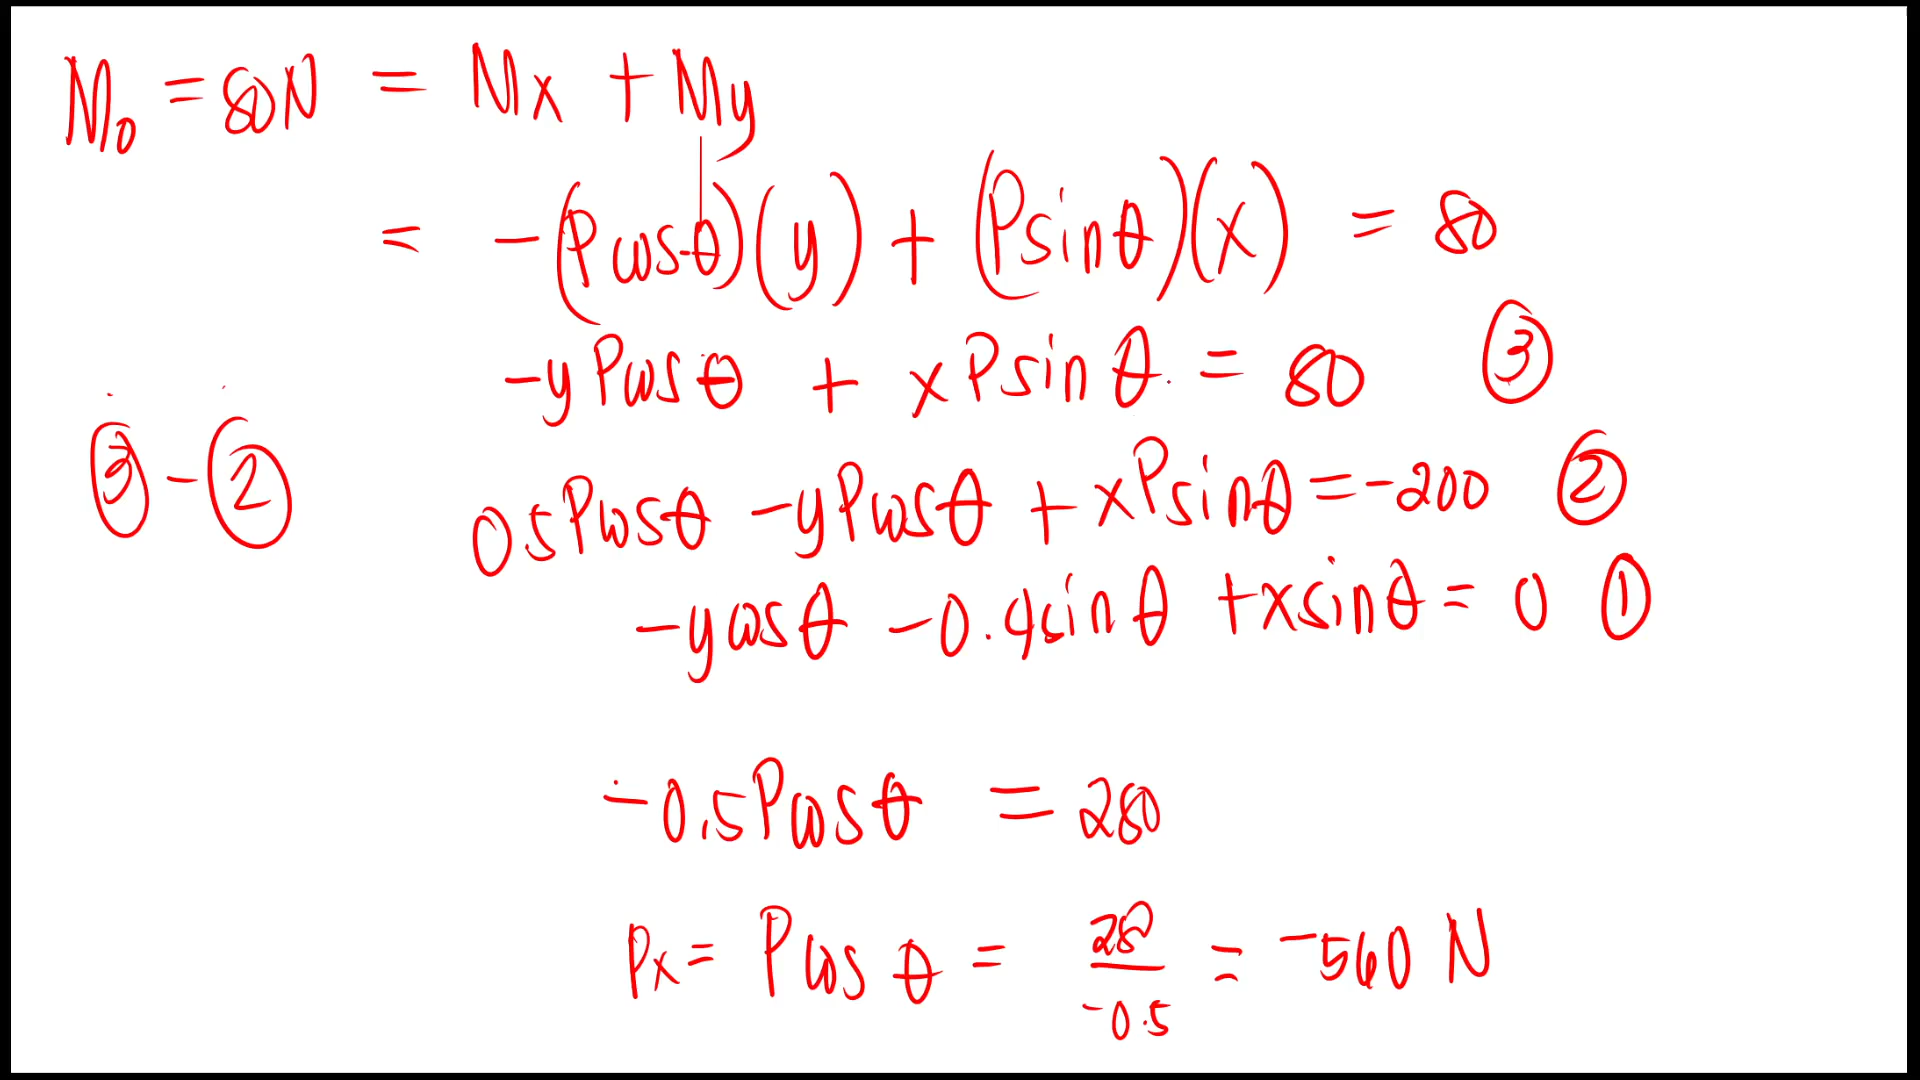 M₀ = 80N = Mx + My
= -(Pcosθ)(y) + (Psinθ)(x) = 80
-yPcosθ + xPsinθ. = 80 ③
③ - ② 0.5Pcosθ - yPcosθ + xPsinθ = -200 ②
-ycosθ - 0.4sinθ + xsinθ = 0 ①
-0.5Pcosθ = 280
Px = Pcosθ = 280/-0.5 = -560 N